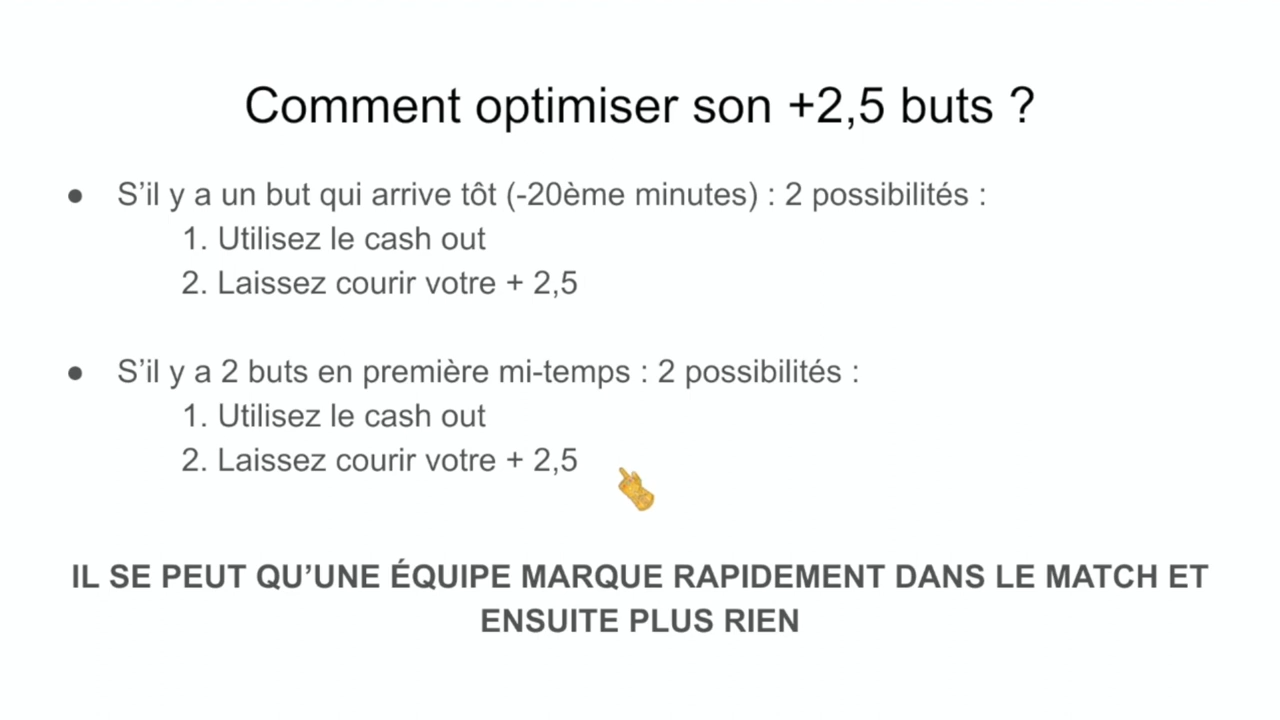 Comment optimiser son +2,5 buts ?
● S’il y a un but qui arrive tôt (-20ème minutes) : 2 possibilités :
1. Utilisez le cash out
2. Laissez courir votre + 2,5
● S’il y a 2 buts en première mi-temps : 2 possibilités :
1. Utilisez le cash out
2. Laissez courir votre + 2,5
IL SE PEUT QU’UNE ÉQUIPE MARQUE RAPIDEMENT DANS LE MATCH ET
ENSUITE PLUS RIEN